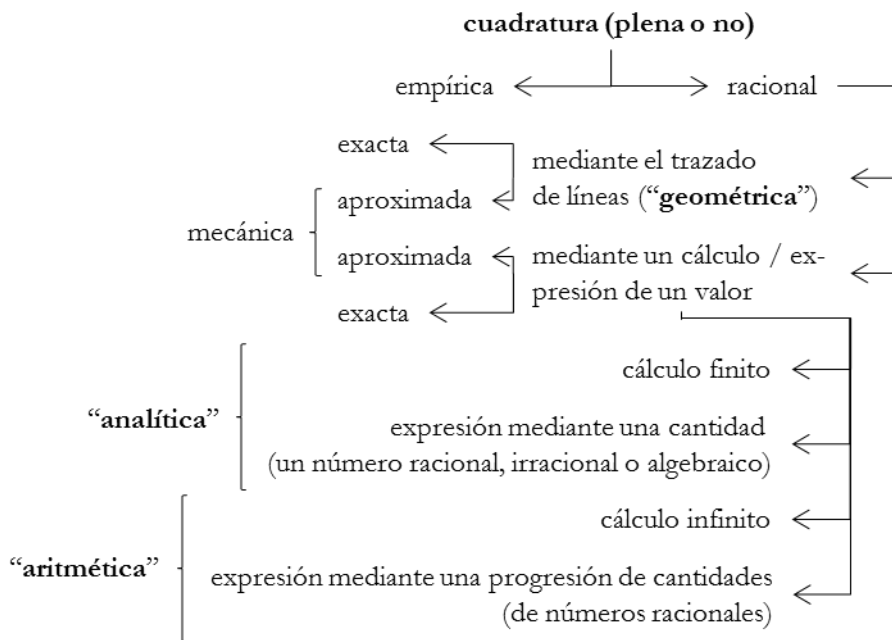 cuadratura (plena o no)
empírica
racional
exacta
mediante el trazado
de líneas (“geométrica”)
aproximada
mecánica
aproximada
mediante un cálculo / ex-
presión de un valor
exacta
cálculo finito
“analítica”
expresión mediante una cantidad
(un número racional, irracional o algebraico)
cálculo infinito
“aritmética”
expresión mediante una progresión de cantidades
(de números racionales)